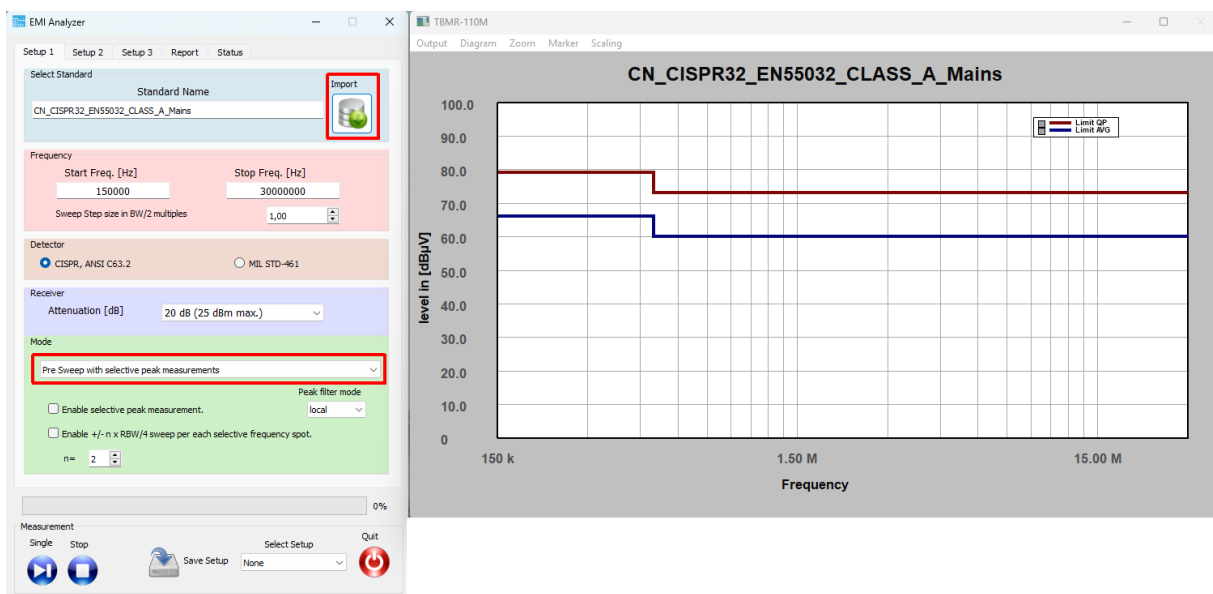 EMI Analyzer
Setup 1 Setup 2 Setup 3 Report Status
Select Standard
Standard Name
Import
CN_CISPR32_EN55032_CLASS_A_Mains
Frequency
Start Freq. [Hz] Stop Freq. [Hz]
150000 30000000
Sweep Step size in BW/2 multiples 1,00
Detector
CISPR, ANSI C63.2 MIL STD-461
Receiver
Attenuation [dB] 20 dB (25 dBm max.)
Mode
Pre Sweep with selective peak measurements
Peak filter mode
Enable selective peak measurement. local
Enable +/- n x RBW/4 sweep per each selective frequency spot.
n= 2
0%
Measurement
Single Stop Save Setup Select Setup None Quit
TBMR-110M
Output Diagram Zoom Marker Scaling
CN_CISPR32_EN55032_CLASS_A_Mains
Limit QP
Limit AVG
level in [dBµV]
100.0
90.0
80.0
70.0
60.0
50.0
40.0
30.0
20.0
10.0
0
150 k 1.50 M 15.00 M
Frequency